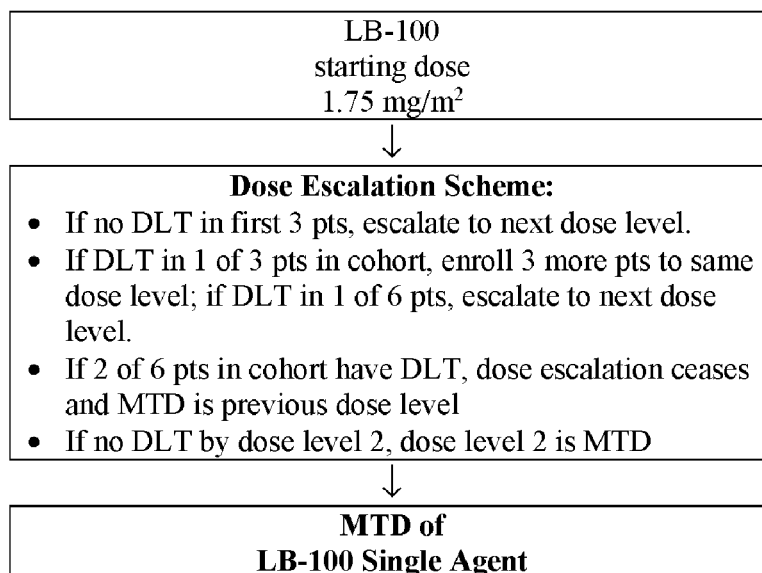 LB-100
starting dose
1.75 mg/m²
↓
Dose Escalation Scheme:
• If no DLT in first 3 pts, escalate to next dose level.
• If DLT in 1 of 3 pts in cohort, enroll 3 more pts to same
dose level; if DLT in 1 of 6 pts, escalate to next dose
level.
• If 2 of 6 pts in cohort have DLT, dose escalation ceases
and MTD is previous dose level
• If no DLT by dose level 2, dose level 2 is MTD
↓
MTD of
LB-100 Single Agent